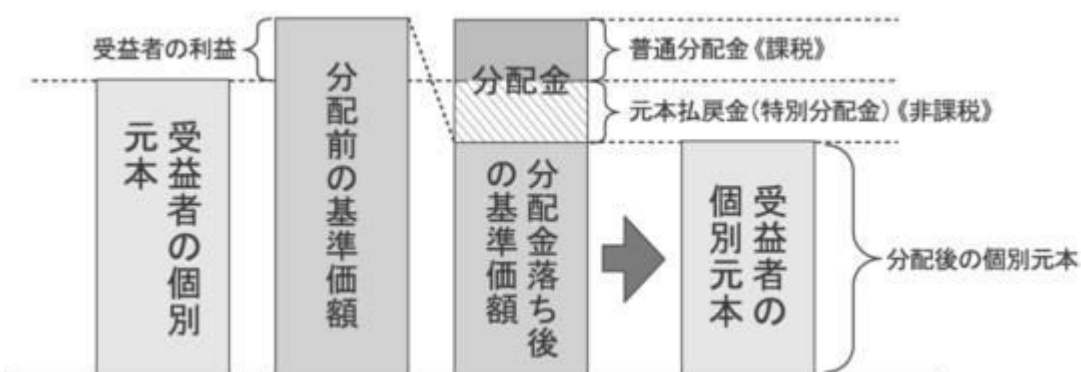 受益者の利益
受益者の個別
元本
分配前の基準価額
分配金
分配金落ち後
の基準価額
普通分配金《課税》
元本払戻金(特別分配金)《非課税》
受益者の
個別元本
分配後の個別元本